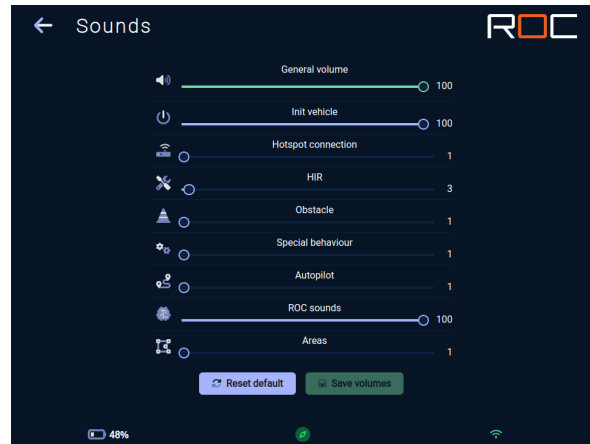 Sounds
ROC
General volume
100
Init vehicle
100
Hotspot connection
1
HIR
3
Obstacle
1
Special behaviour
1
Autopilot
1
ROC sounds
100
Areas
1
Reset default
Save volumes
48%